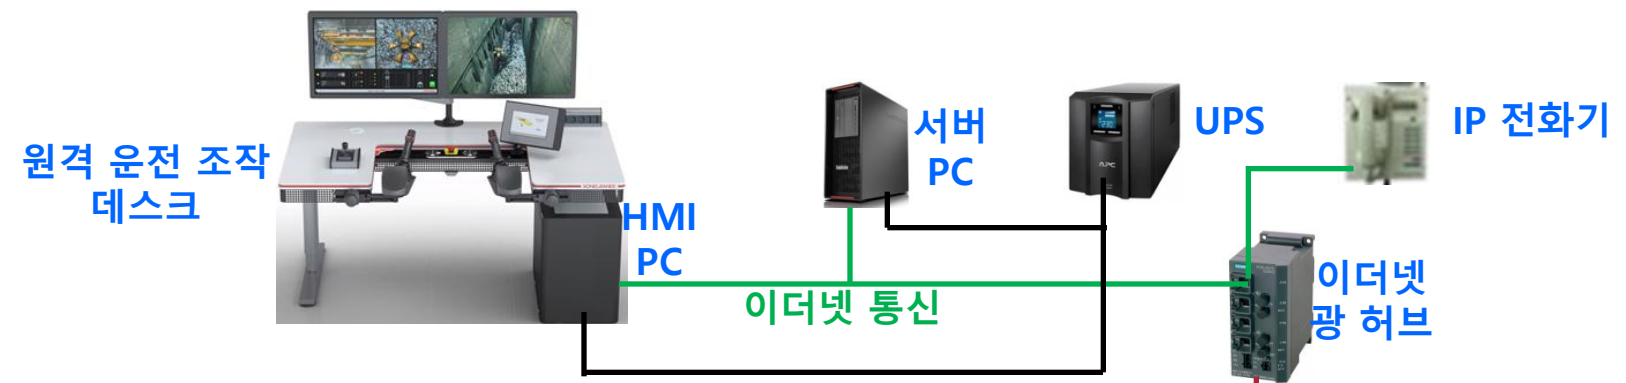 원격 운전 조작
데스크
HMI
PC
서버
PC
UPS
IP 전화기
이더넷 통신
이더넷
광 허브
APC